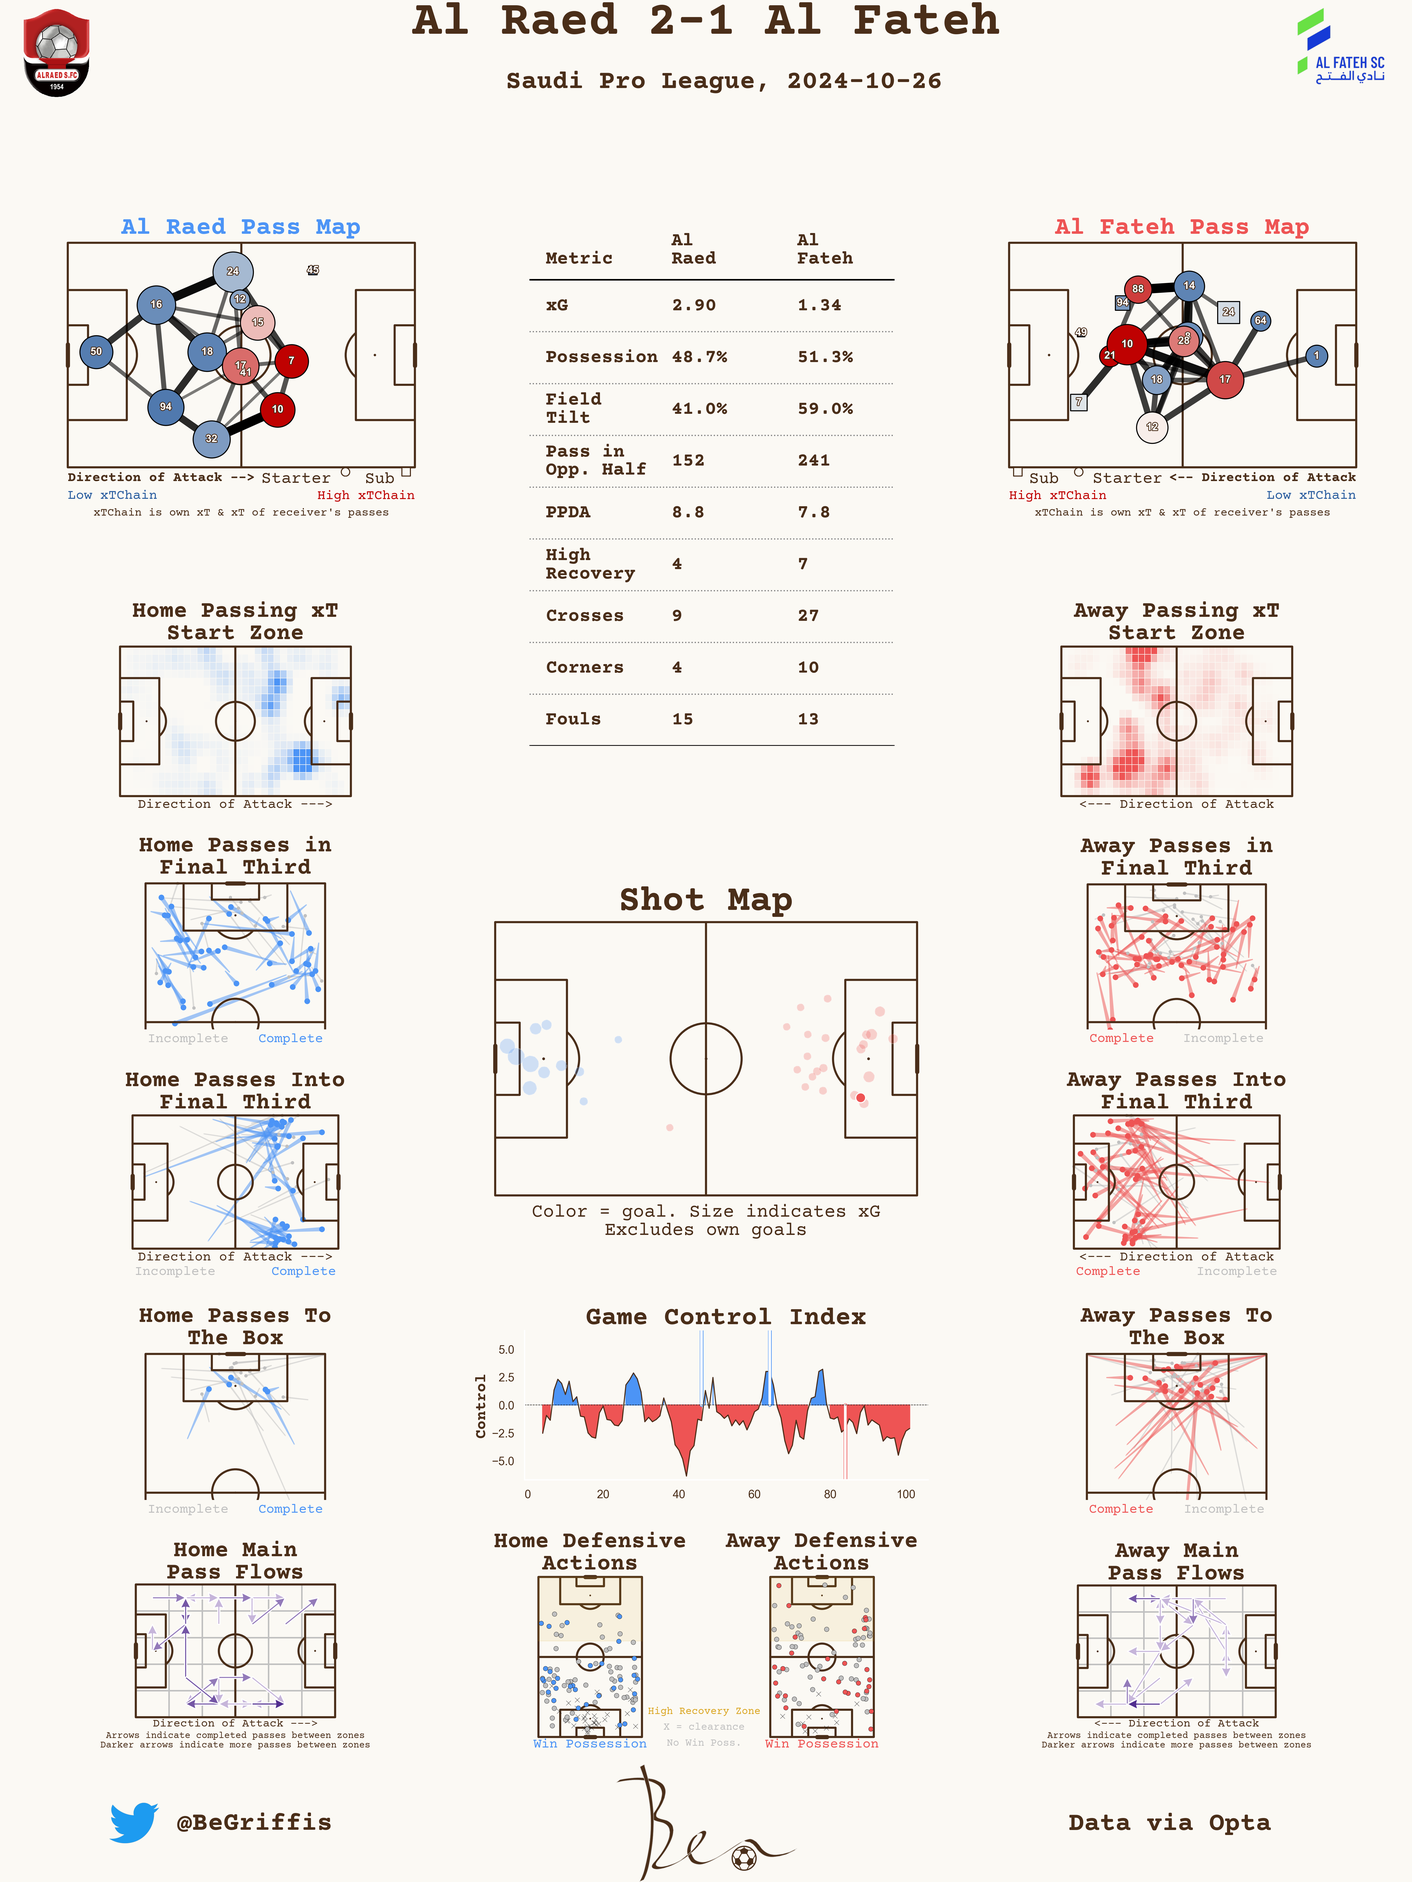 Al Raed 2-1 Al Fateh
Saudi Pro League, 2024-10-26
ALRAED S.FC
1954
AL FATEH SC
نادي الفتح
Al Raed Pass Map
24
45
12
16
15
50
18
17
7
41
94
10
32
Direction of Attack --> Starter Sub
Low xTChain High xTChain
xTChain is own xT & xT of receiver's passes
Metric Al Raed Al Fateh
xG 2.90 1.34
Possession 48.7% 51.3%
Field Tilt 41.0% 59.0%
Pass in Opp. Half 152 241
PPDA 8.8 7.8
High Recovery 4 7
Crosses 9 27
Corners 4 10
Fouls 15 13
Al Fateh Pass Map
88
14
94
24
64
49
10
28
21
1
18
17
7
12
Sub Starter <-- Direction of Attack
High xTChain Low xTChain
xTChain is own xT & xT of receiver's passes
Home Passing xT
Start Zone
Direction of Attack --->
Away Passing xT
Start Zone
<--- Direction of Attack
Home Passes in
Final Third
Incomplete Complete
Away Passes in
Final Third
Complete Incomplete
Shot Map
Color = goal. Size indicates xG
Excludes own goals
Home Passes Into
Final Third
Direction of Attack --->
Incomplete Complete
Away Passes Into
Final Third
<--- Direction of Attack
Complete Incomplete
Home Passes To
The Box
Incomplete Complete
Game Control Index
Control
5.0
2.5
0.0
−2.5
−5.0
0 20 40 60 80 100
Away Passes To
The Box
Complete Incomplete
Home Main
Pass Flows
Direction of Attack --->
Arrows indicate completed passes between zones
Darker arrows indicate more passes between zones
Home Defensive
Actions
Win Possession
High Recovery Zone
X = clearance
No Win Poss.
Away Defensive
Actions
Win Possession
Away Main
Pass Flows
<--- Direction of Attack
Arrows indicate completed passes between zones
Darker arrows indicate more passes between zones
@BeGriffis
Ben
Data via Opta